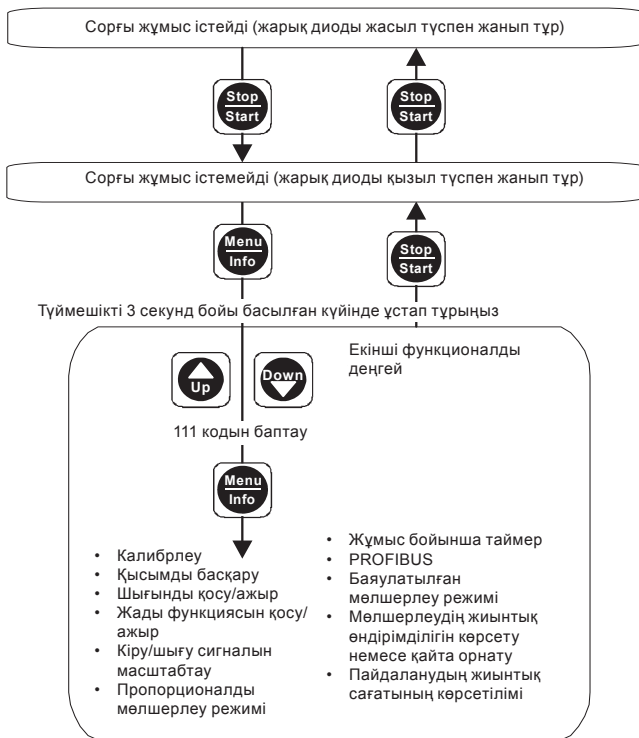 Сорғы жұмыс істейді (жарық диоды жасыл түспен жанып тұр)
Stop
Start
Stop
Start
Сорғы жұмыс істемейді (жарық диоды қызыл түспен жанып тұр)
Menu
Info
Stop
Start
Түймешікті 3 секунд бойы басылған күйінде ұстап тұрыңыз
Екінші функционалды
деңгей
Up
Down
111 кодын баптау
Menu
Info
• Калибрлеу
• Қысымды басқару
• Шығынды қосу/ажыр
• Жады функциясын қосу/
ажыр
• Кіру/шығу сигналын
масштабтау
• Пропорционалды
мөлшерлеу режимі
• Жұмыс бойынша таймер
• PROFIBUS
• Баяулатылған
мөлшерлеу режимі
• Мөлшерлеудің жиынтық
өндірімділігін көрсету
немесе қайта орнату
• Пайдаланудың жиынтық
сағатының көрсетілімі